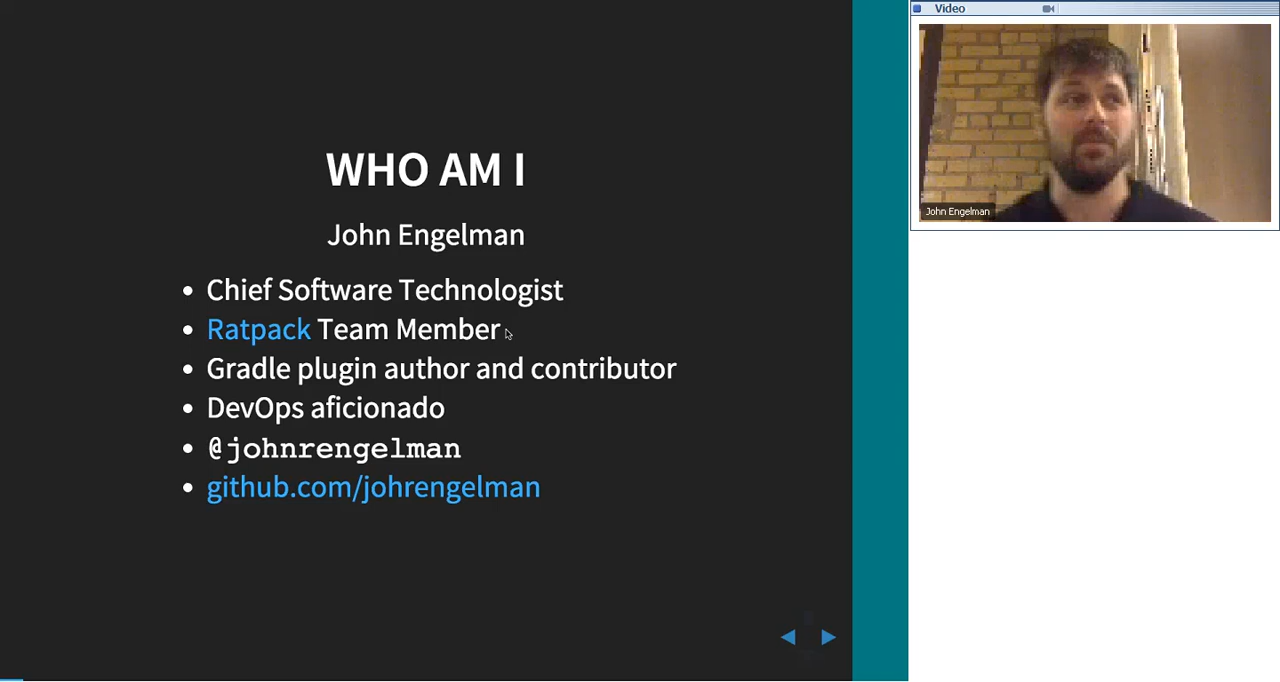 WHO AM I
John Engelman
Chief Software Technologist
Ratpack Team Member
Gradle plugin author and contributor
DevOps aficionado
@johnrengelman
github.com/johrengelman
Video
John Engelman